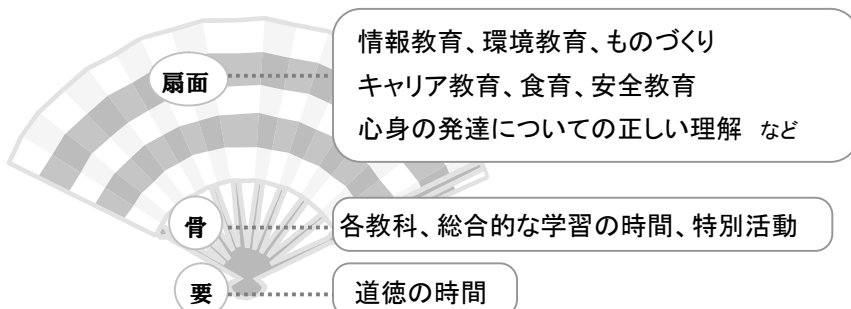 扇面
情報教育、環境教育、ものづくり
キャリア教育、食育、安全教育
心身の発達についての正しい理解 など
骨
各教科、総合的な学習の時間、特別活動
要
道徳の時間